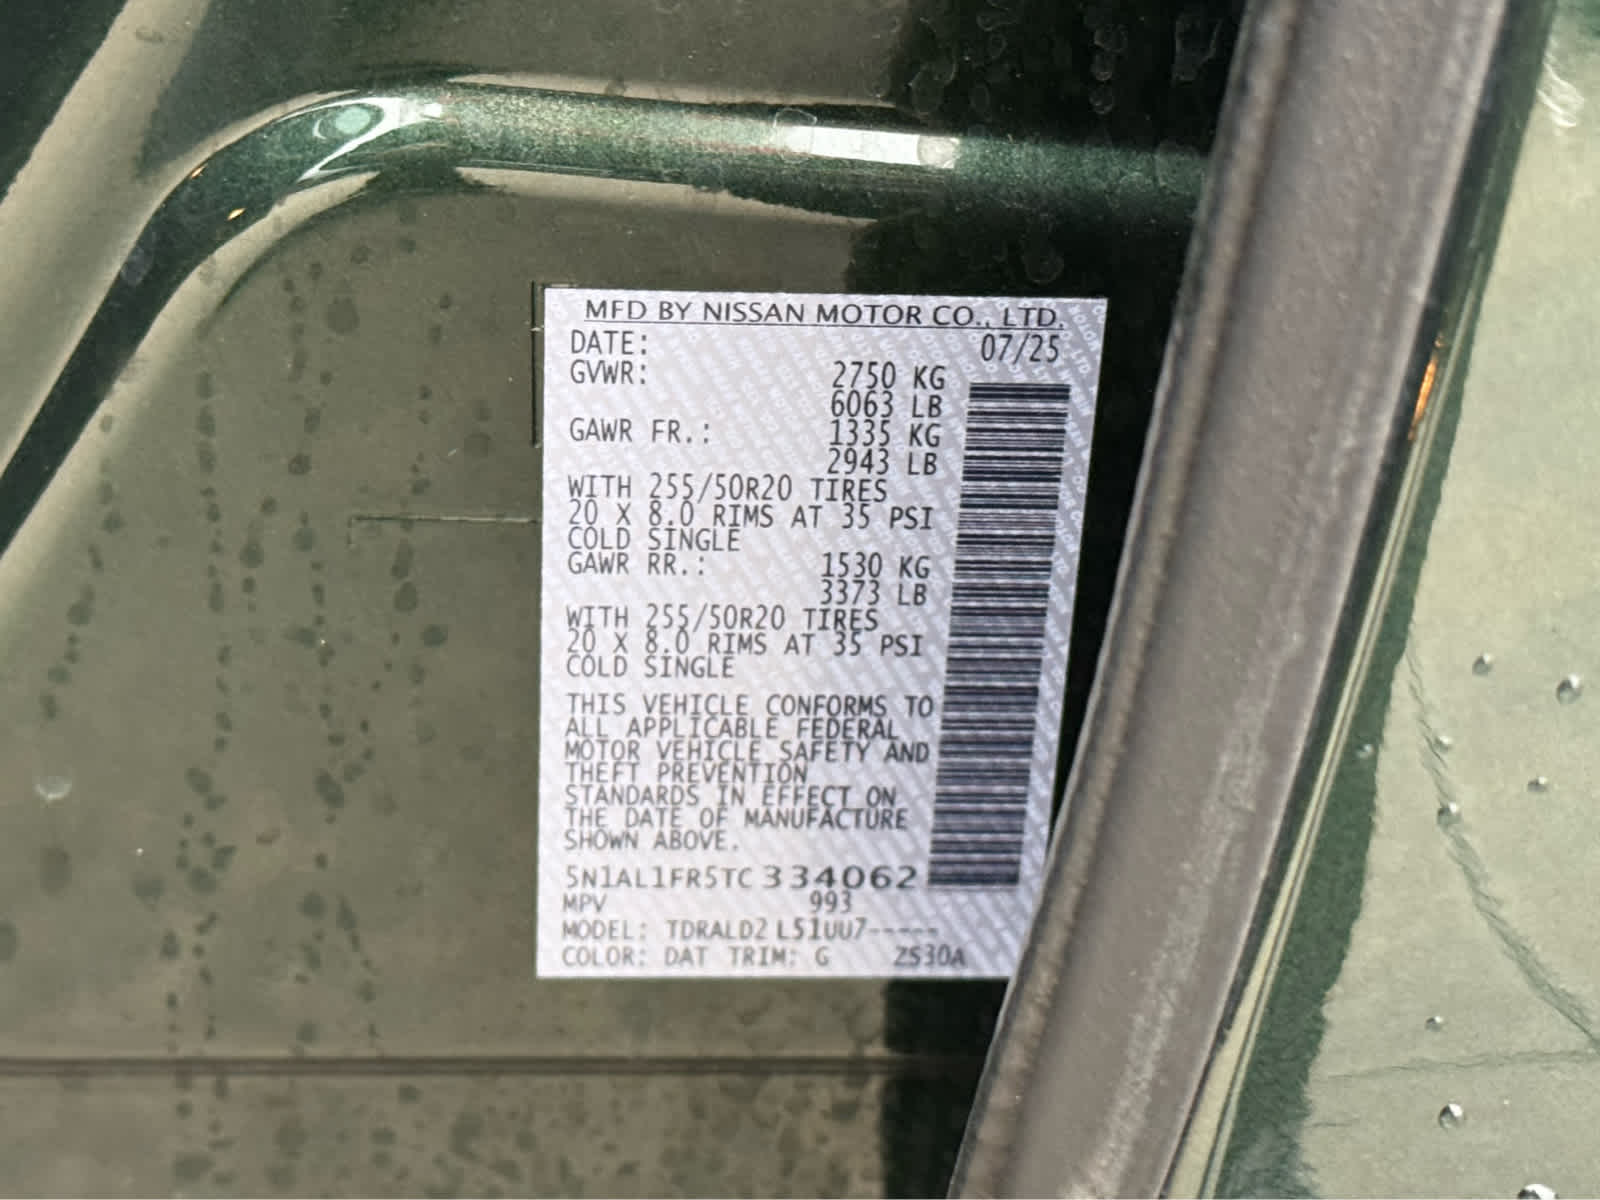 MFD BY NISSAN MOTOR CO., LTD.
DATE: 07/25
GVWR: 2750 KG
6063 LB
GAWR FR.: 1335 KG
2943 LB
WITH 255/50R20 TIRES
20 X 8.0 RIMS AT 35 PSI
COLD SINGLE
GAWR RR.: 1530 KG
3373 LB
WITH 255/50R20 TIRES
20 X 8.0 RIMS AT 35 PSI
COLD SINGLE
THIS VEHICLE CONFORMS TO
ALL APPLICABLE FEDERAL
MOTOR VEHICLE SAFETY AND
THEFT PREVENTION
STANDARDS IN EFFECT ON
THE DATE OF MANUFACTURE
SHOWN ABOVE.
5N1AL1FR5TC334062
MPV 993
MODEL: TDRALD2 L51UU7-----
COLOR: DAT TRIM: G ZS30A